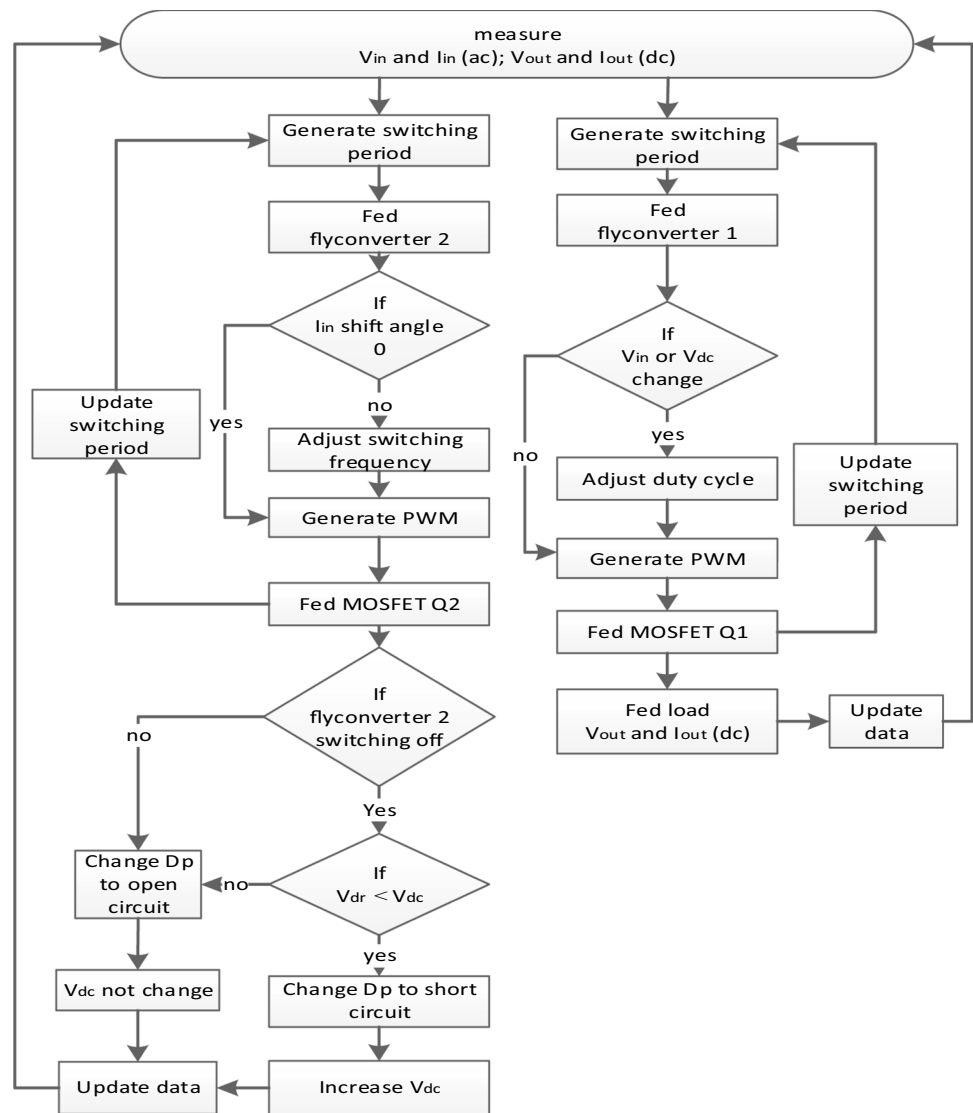 measure
Vin and Iin (ac); Vout and Iout (dc)
Generate switching
period
Fed
flyconverter 2
If
Iin shift angle
0
yes
no
Adjust switching
frequency
Update
switching
period
Generate PWM
Fed MOSFET Q2
If
flyconverter 2
switching off
no
Yes
Change Dp
to open
circuit
no
If
Vdr < Vdc
yes
Vdc not change
Change Dp to short
circuit
Update data
Increase Vdc
Generate switching
period
Fed
flyconverter 1
If
Vin or Vdc
change
yes
no
Adjust duty cycle
Update
switching
period
Generate PWM
Fed MOSFET Q1
Fed load
Vout and Iout (dc)
Update
data